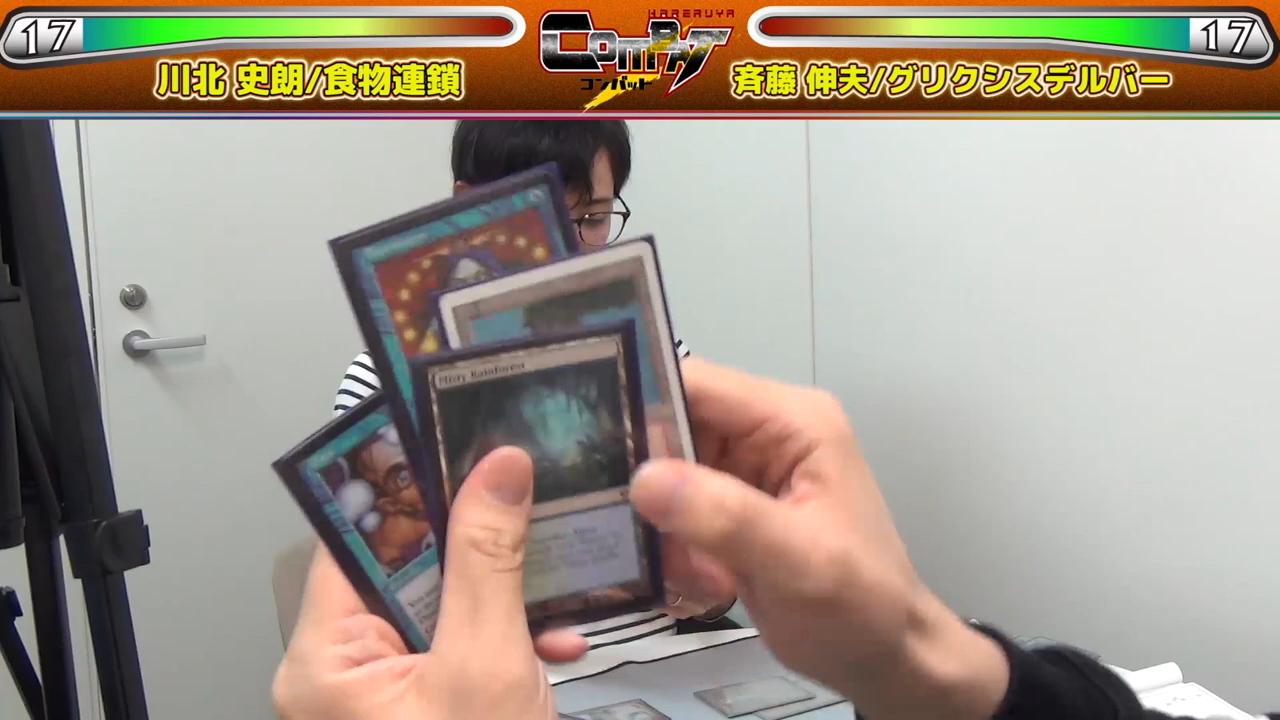 17
HARERUYA
COMBAT
コンバット
17
川北 史朗/食物連鎖
斉藤 伸夫/グリクシスデルバー
Misty Rainforest